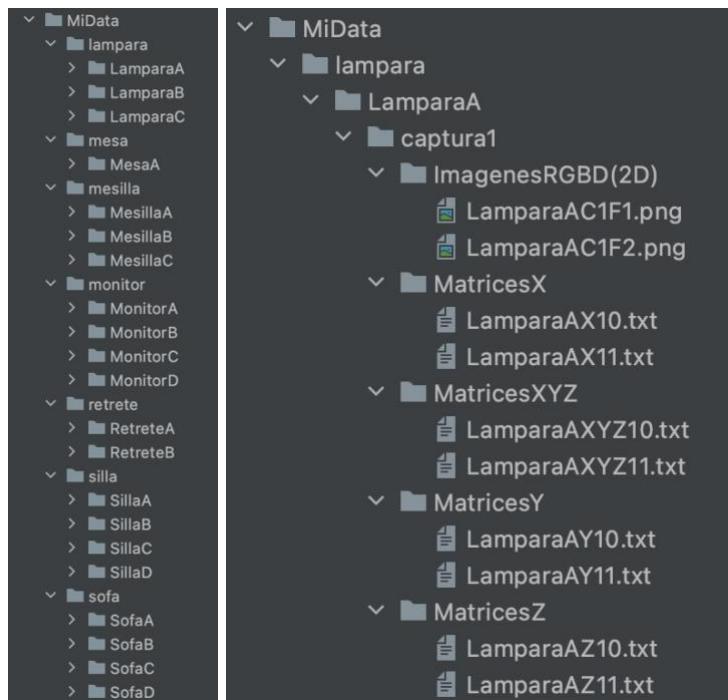 MiData
lampara
LamparaA
LamparaB
LamparaC
mesa
MesaA
mesilla
MesillaA
MesillaB
MesillaC
monitor
MonitorA
MonitorB
MonitorC
MonitorD
retrete
RetreteA
RetreteB
silla
SillaA
SillaB
SillaC
SillaD
sofa
SofaA
SofaB
SofaC
SofaD
MiData
lampara
LamparaA
captura1
ImagenesRGBD(2D)
LamparaAC1F1.png
LamparaAC1F2.png
MatricesX
LamparaAX10.txt
LamparaAX11.txt
MatricesXYZ
LamparaAXYZ10.txt
LamparaAXYZ11.txt
MatricesY
LamparaAY10.txt
LamparaAY11.txt
MatricesZ
LamparaAZ10.txt
LamparaAZ11.txt